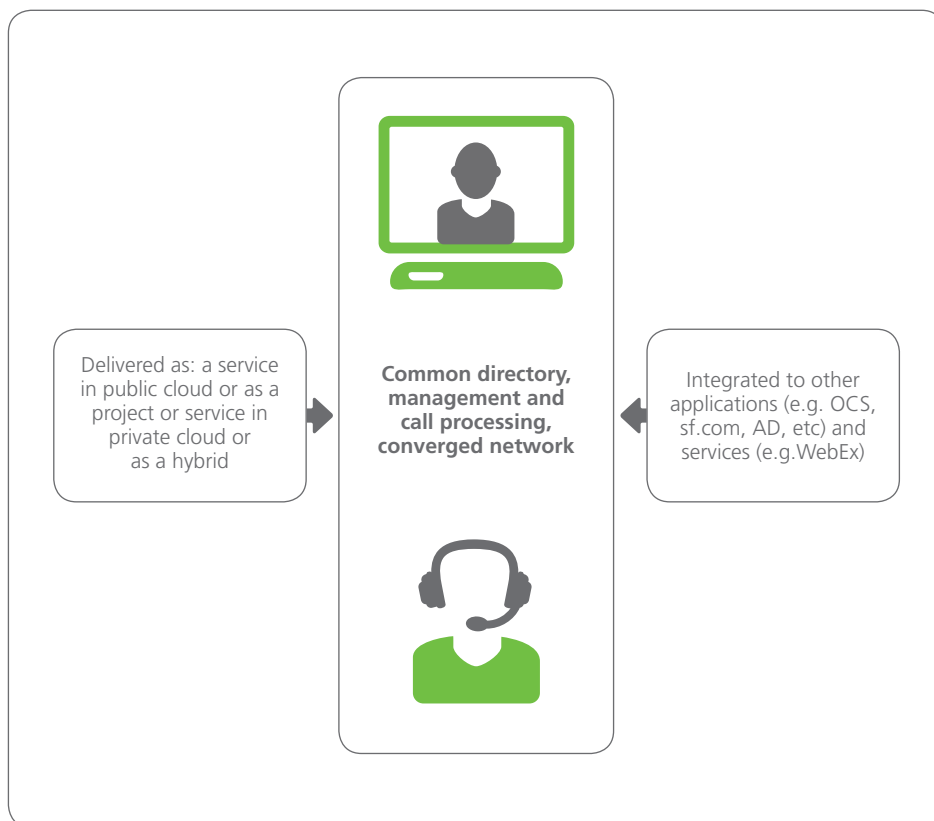 Delivered as: a service
in public cloud or as a
project or service in
private cloud or
as a hybrid
Common directory,
management and
call processing,
converged network
Integrated to other
applications (e.g. OCS,
sf.com, AD, etc) and
services (e.g.WebEx)